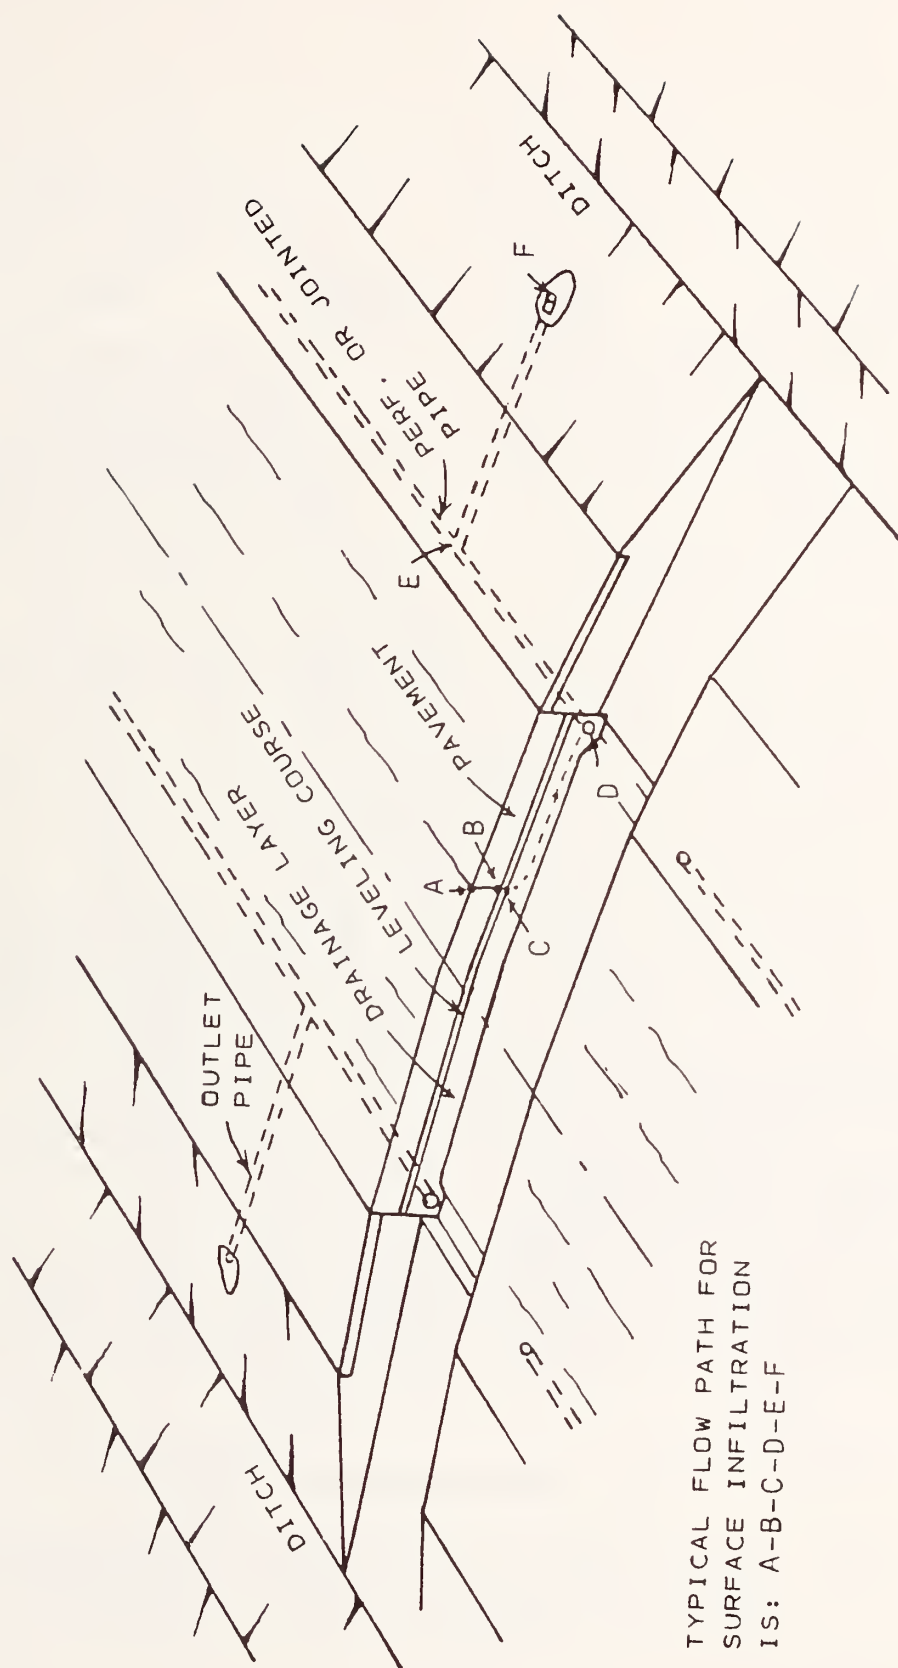 DITCH
OUTLET
PIPE
DRAINAGE LAYER
LEVELING COURSE
PAVEMENT
PERF. OR JOINTED
PIPE
DITCH
A
B
C
D
E
F
TYPICAL FLOW PATH FOR
SURFACE INFILTRATION
IS: A-B-C-D-E-F